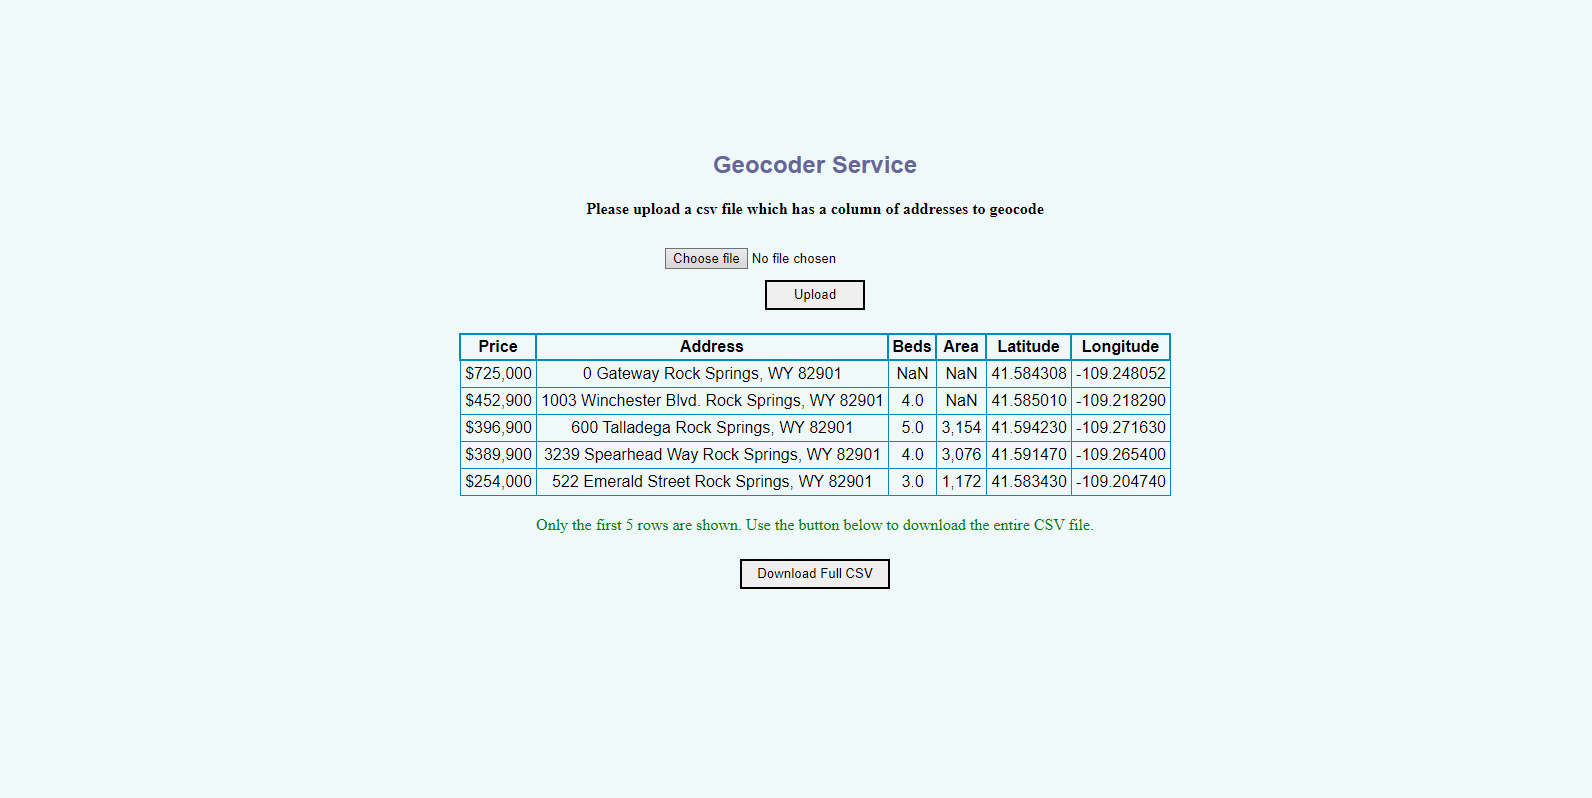 Geocoder Service
Please upload a csv file which has a column of addresses to geocode
Choose file No file chosen
Upload
Price Address Beds Area Latitude Longitude
$725,000 0 Gateway Rock Springs, WY 82901 NaN NaN 41.584308 -109.248052
$452,900 1003 Winchester Blvd. Rock Springs, WY 82901 4.0 NaN 41.585010 -109.218290
$396,900 600 Talladega Rock Springs, WY 82901 5.0 3,154 41.594230 -109.271630
$389,900 3239 Spearhead Way Rock Springs, WY 82901 4.0 3,076 41.591470 -109.265400
$254,000 522 Emerald Street Rock Springs, WY 82901 3.0 1,172 41.583430 -109.204740
Only the first 5 rows are shown. Use the button below to download the entire CSV file.
Download Full CSV